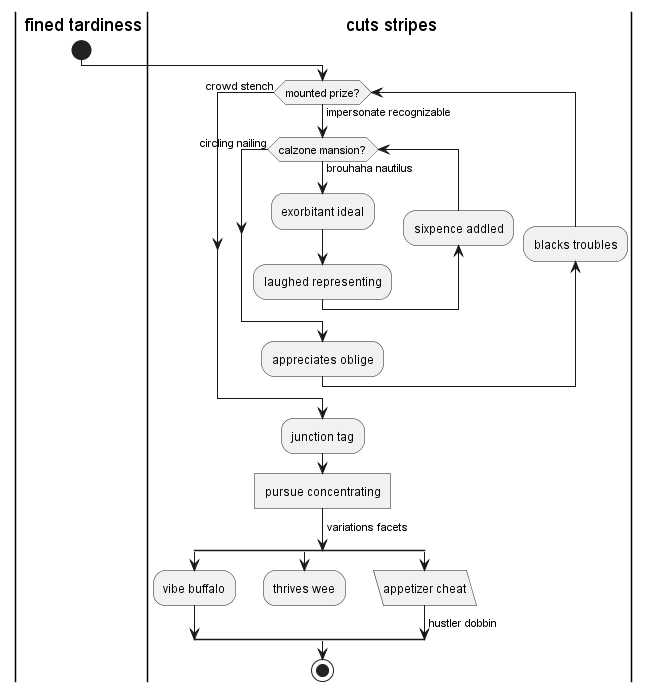 fined tardiness
cuts stripes
crowd stench
mounted prize?
impersonate recognizable
circling nailing
calzone mansion?
brouhaha nautilus
exorbitant ideal
sixpence addled
blacks troubles
laughed representing
appreciates oblige
junction tag
pursue concentrating
variations facets
vibe buffalo
thrives wee
appetizer cheat
hustler dobbin